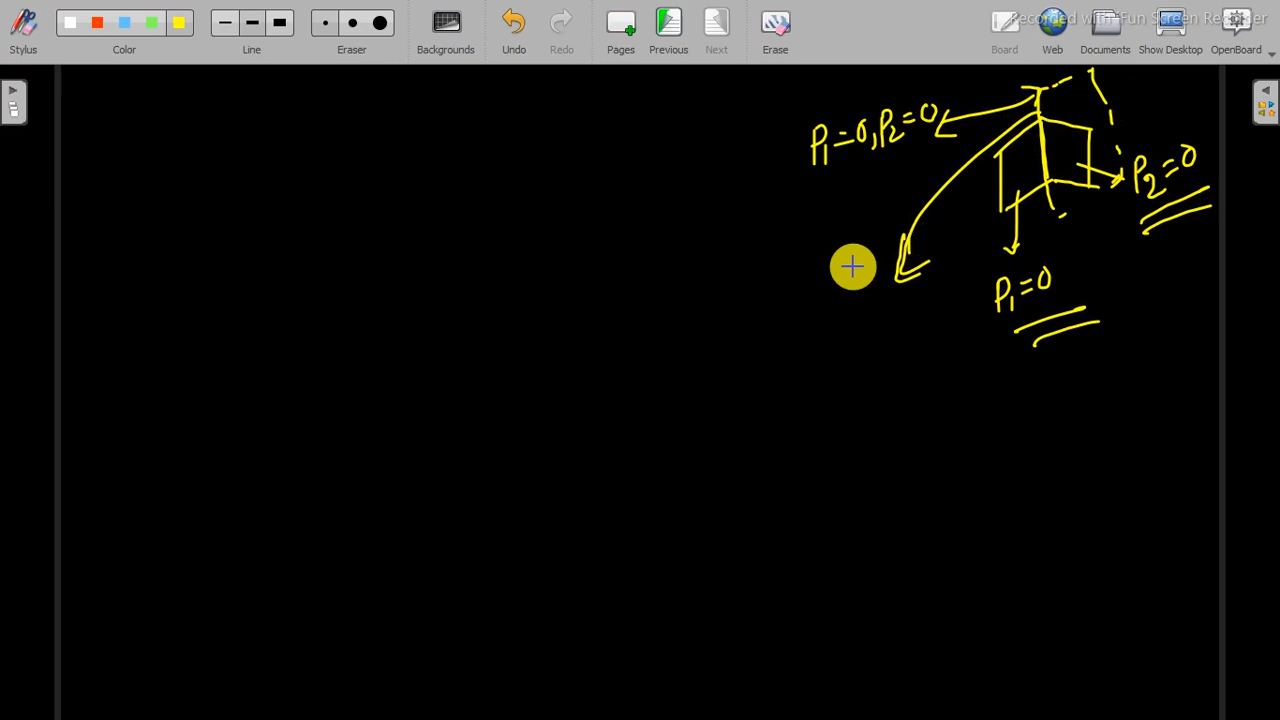 Recorded with iFun Screen Recorder
Stylus
Color
Line
Eraser
Backgrounds
Undo
Redo
Pages
Previous
Next
Erase
Board
Web
Documents
Show Desktop
OpenBoard
P₁=0, P₂=0
P₂=0
P₁=0